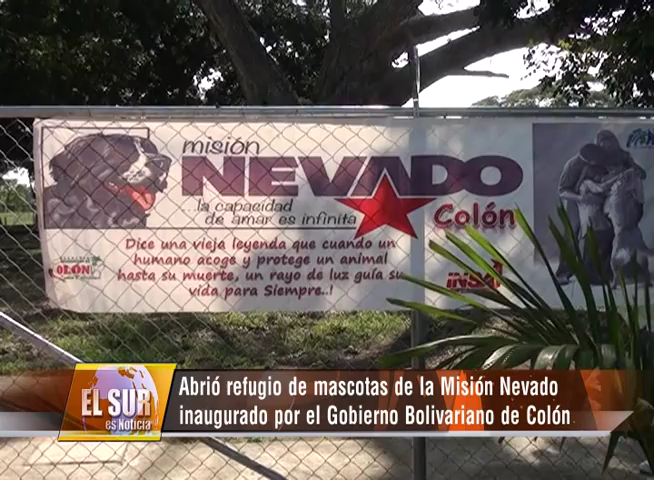 misión
NEVADO
...la capacidad
de amar es infinita
Colón
Dice una vieja leyenda que cuando un
humano acoge y protege un animal
hasta su muerte, un rayo de luz guía su
vida para Siempre..!
OLÓN
INSAI
Abrió refugio de mascotas de la Misión Nevado
inaugurado por el Gobierno Bolivariano de Colón
EL SUR
es Noticia